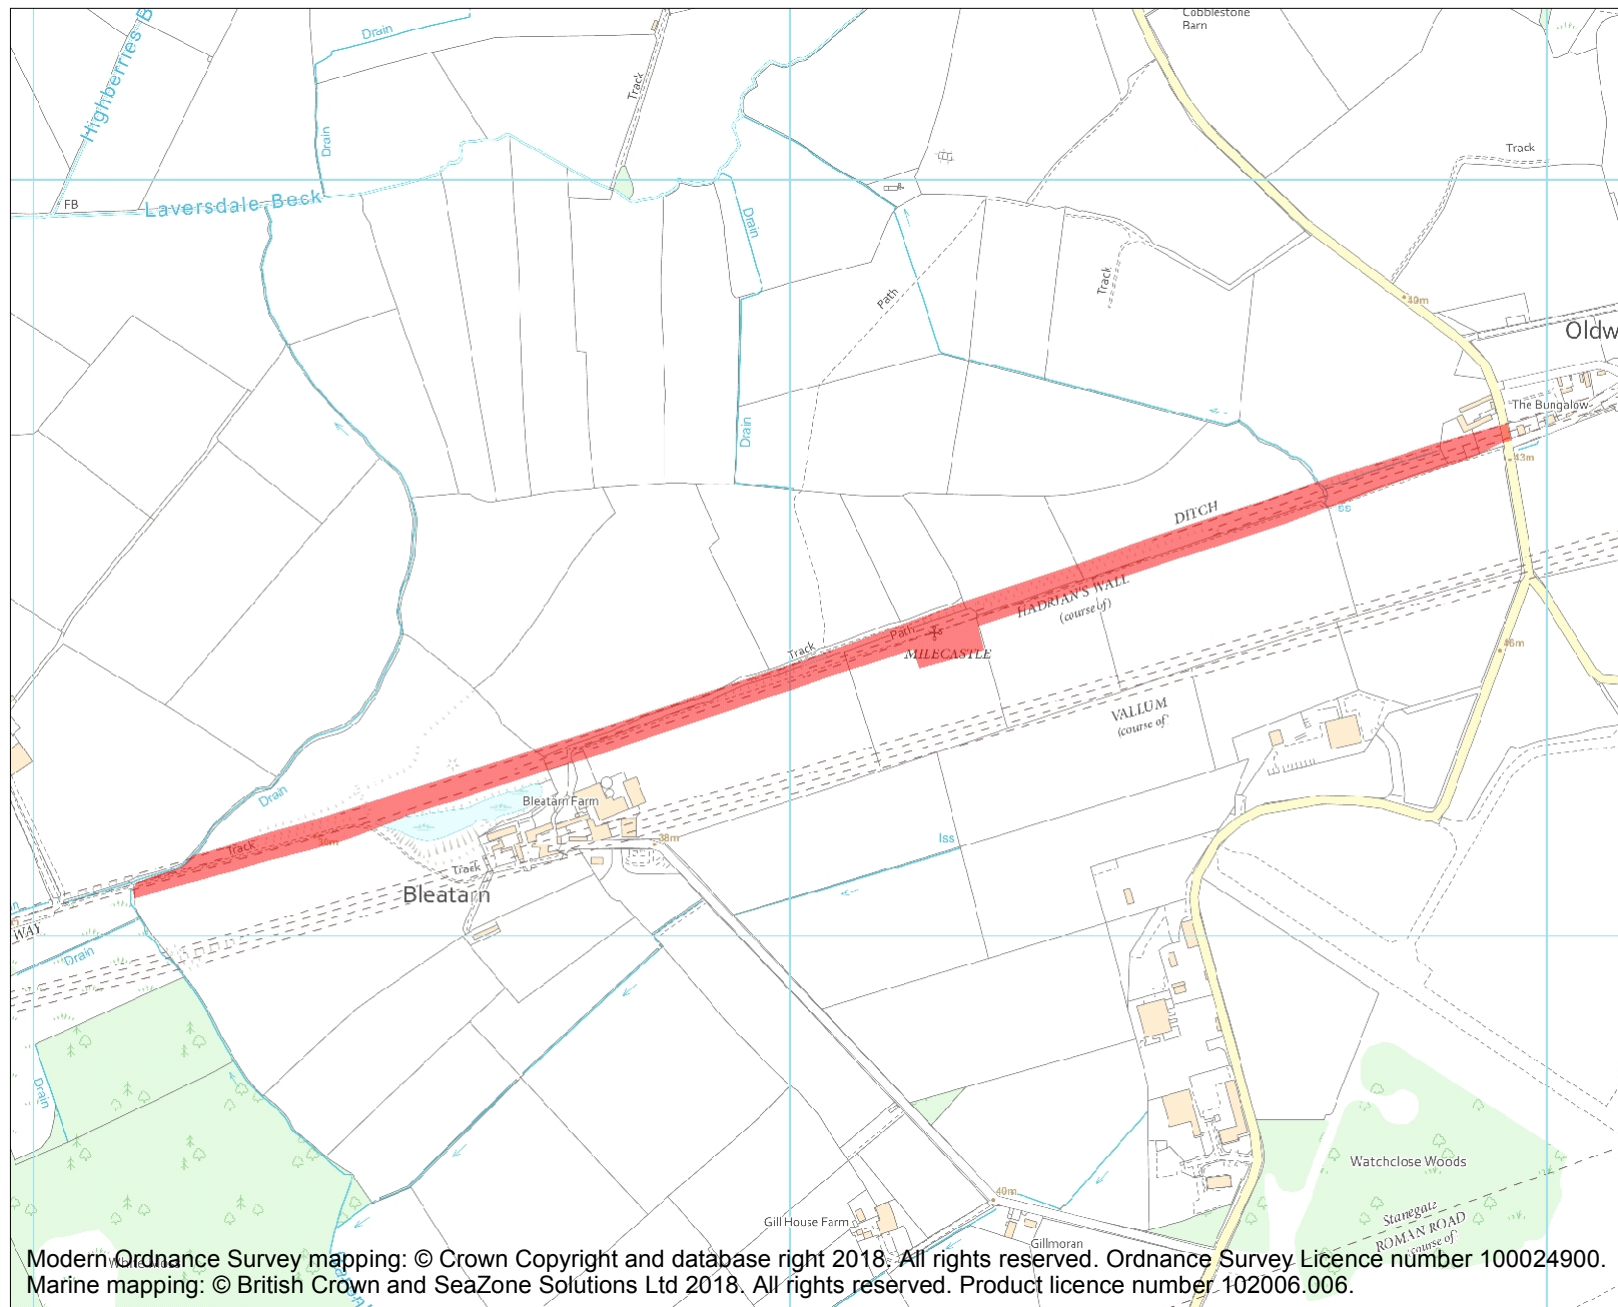 Cobblestone
Barn
Drain
Highberries B
Track
Drain
Track
FB
Laversdale Beck
Drain
Path
Track
40m
Oldw
The Bungalow
Drain
43m
DITCH
Iss
HADRIAN'S WALL
(course of)
Path
MILECASTLE
Track
46m
VALLUM
(course of
Drain
Bleatarn Farm
Track
38m
Iss
Track
Bleatarn
WAY
Drain
Drain
Watchclose Woods
40m
Gill House Farm
Gillmoran
Stanegate
ROMAN ROAD
course of
White Moss
Modern Ordnance Survey mapping: © Crown Copyright and database right 2018. All rights reserved. Ordnance Survey Licence number 100024900.
Marine mapping: © British Crown and SeaZone Solutions Ltd 2018. All rights reserved. Product licence number 102006.006.